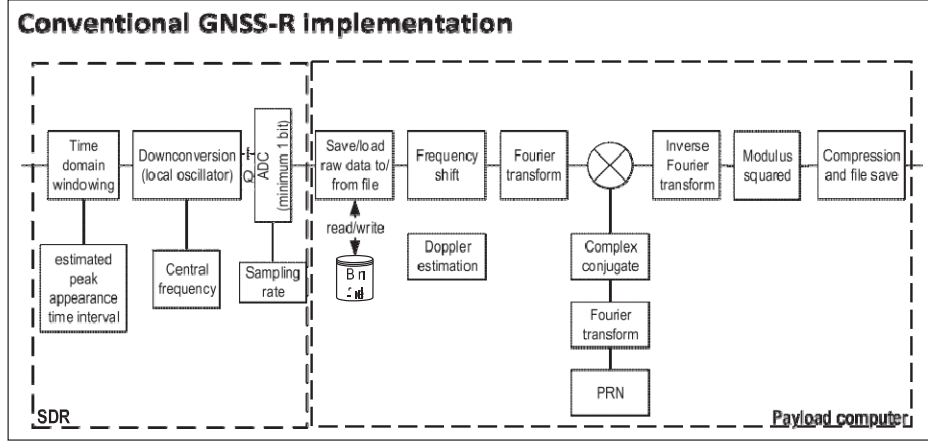 Conventional GNSS-R implementation
Time
domain
windowing
Downconversion
(local oscillator)
I
Q
ADC
(minimum 1 bit)
Save/load
raw data to/
from file
Frequency
shift
Fourier
transform
Inverse
Fourier
transform
Modulus
squared
Compression
and file save
estimated
peak
appearance
time interval
Central
frequency
Sampling
rate
read/write
Doppler
estimation
Complex
conjugate
Fourier
transform
PRN
SDR
Payload computer